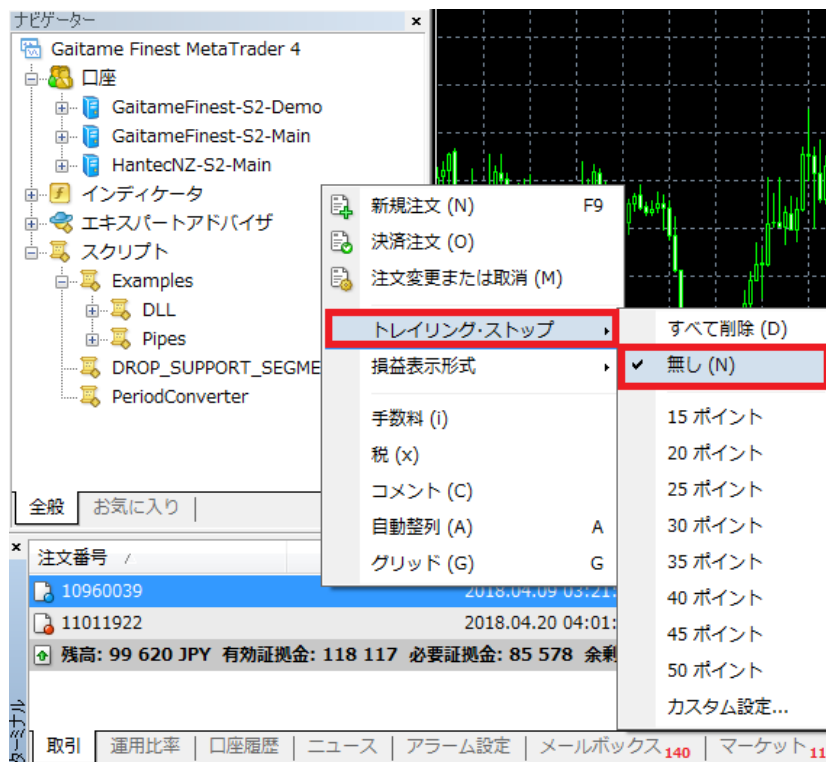 ナビゲーター
Gaitame Finest MetaTrader 4
口座
GaitameFinest-S2-Demo
GaitameFinest-S2-Main
HantecNZ-S2-Main
インディケータ
エキスパートアドバイザ
スクリプト
Examples
DLL
Pipes
DROP_SUPPORT_SEGME
PeriodConverter
全般
お気に入り
新規注文 (N) F9
決済注文 (O)
注文変更または取消 (M)
トレイリング・ストップ
損益表示形式
手数料 (i)
税 (x)
コメント (C)
自動整列 (A) A
グリッド (G) G
すべて削除 (D)
無し (N)
15 ポイント
20 ポイント
25 ポイント
30 ポイント
35 ポイント
40 ポイント
45 ポイント
50 ポイント
カスタム設定...
注文番号 /
10960039 2018.04.09 03:21:
11011922 2018.04.20 04:01:
残高: 99 620 JPY 有効証拠金: 118 117 必要証拠金: 85 578 余剰
ターミナル
取引 | 運用比率 | 口座履歴 | ニュース | アラーム設定 | メールボックス 140 | マーケット 11